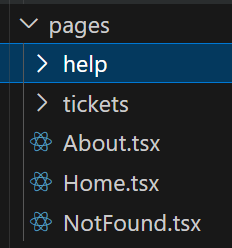 pages
help
tickets
About.tsx
Home.tsx
NotFound.tsx